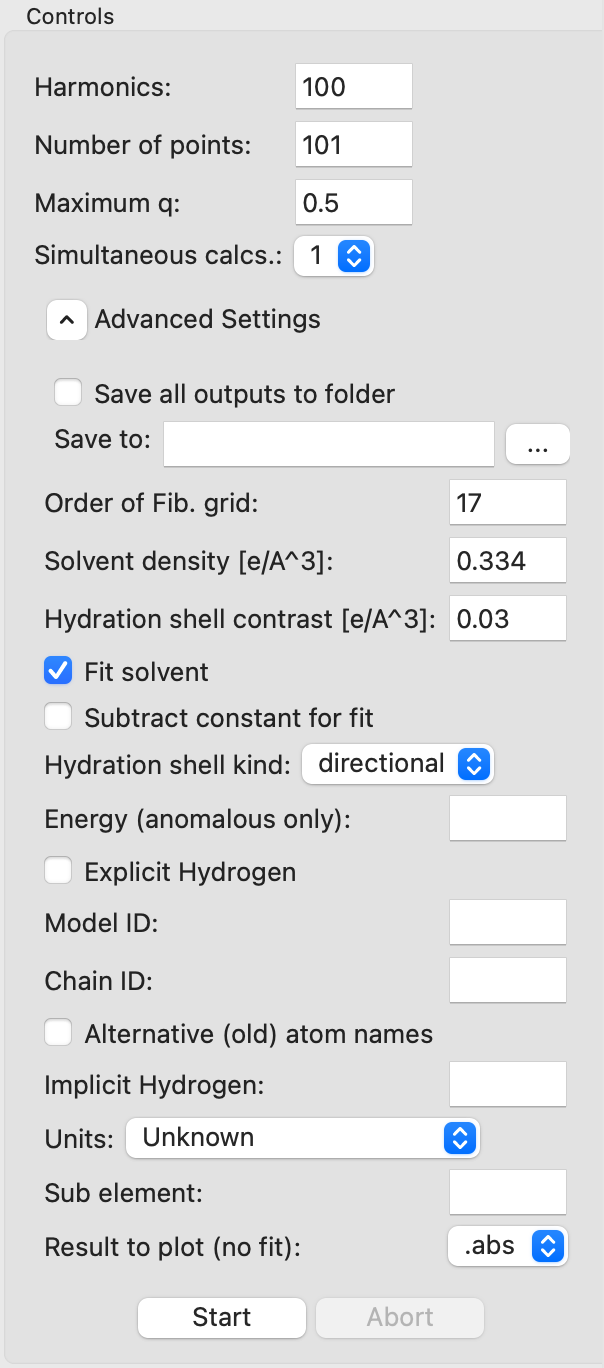 Controls
Harmonics: 100
Number of points: 101
Maximum q: 0.5
Simultaneous calcs.: 1
Advanced Settings
Save all outputs to folder
Save to: ...
Order of Fib. grid: 17
Solvent density [e/A^3]: 0.334
Hydration shell contrast [e/A^3]: 0.03
Fit solvent
Subtract constant for fit
Hydration shell kind: directional
Energy (anomalous only):
Explicit Hydrogen
Model ID:
Chain ID:
Alternative (old) atom names
Implicit Hydrogen:
Units: Unknown
Sub element:
Result to plot (no fit): .abs
Start Abort